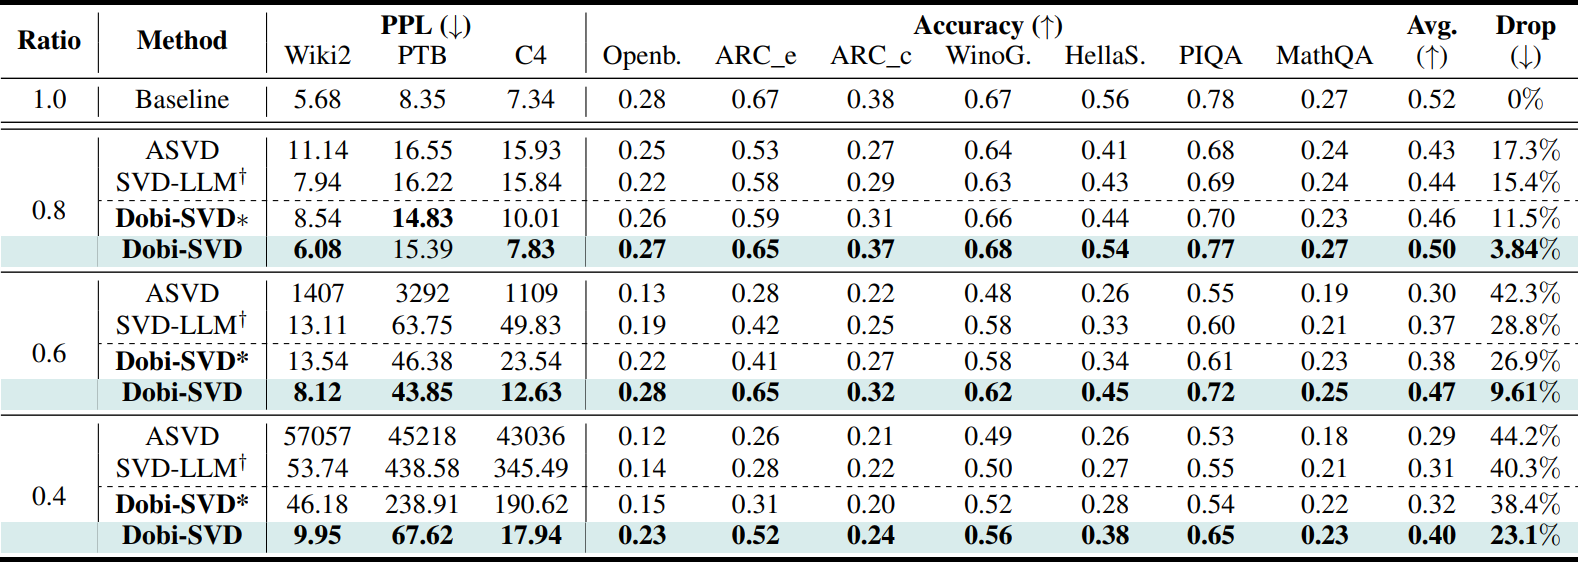 Ratio Method PPL (↓) Accuracy (↑) Avg. (↑) Drop (↓)
Wiki2 PTB C4 Openb. ARC_e ARC_c WinoG. HellaS. PIQA MathQA
1.0 Baseline 5.68 8.35 7.34 0.28 0.67 0.38 0.67 0.56 0.78 0.27 0.52 0%
0.8
ASVD 11.14 16.55 15.93 0.25 0.53 0.27 0.64 0.41 0.68 0.24 0.43 17.3%
SVD-LLM† 7.94 16.22 15.84 0.22 0.58 0.29 0.63 0.43 0.69 0.24 0.44 15.4%
Dobi-SVD∗ 8.54 14.83 10.01 0.26 0.59 0.31 0.66 0.44 0.70 0.23 0.46 11.5%
Dobi-SVD 6.08 15.39 7.83 0.27 0.65 0.37 0.68 0.54 0.77 0.27 0.50 3.84%
0.6
ASVD 1407 3292 1109 0.13 0.28 0.22 0.48 0.26 0.55 0.19 0.30 42.3%
SVD-LLM† 13.11 63.75 49.83 0.19 0.42 0.25 0.58 0.33 0.60 0.21 0.37 28.8%
Dobi-SVD* 13.54 46.38 23.54 0.22 0.41 0.27 0.58 0.34 0.61 0.23 0.38 26.9%
Dobi-SVD 8.12 43.85 12.63 0.28 0.65 0.32 0.62 0.45 0.72 0.25 0.47 9.61%
0.4
ASVD 57057 45218 43036 0.12 0.26 0.21 0.49 0.26 0.53 0.18 0.29 44.2%
SVD-LLM† 53.74 438.58 345.49 0.14 0.28 0.22 0.50 0.27 0.55 0.21 0.31 40.3%
Dobi-SVD* 46.18 238.91 190.62 0.15 0.31 0.20 0.52 0.28 0.54 0.22 0.32 38.4%
Dobi-SVD 9.95 67.62 17.94 0.23 0.52 0.24 0.56 0.38 0.65 0.23 0.40 23.1%